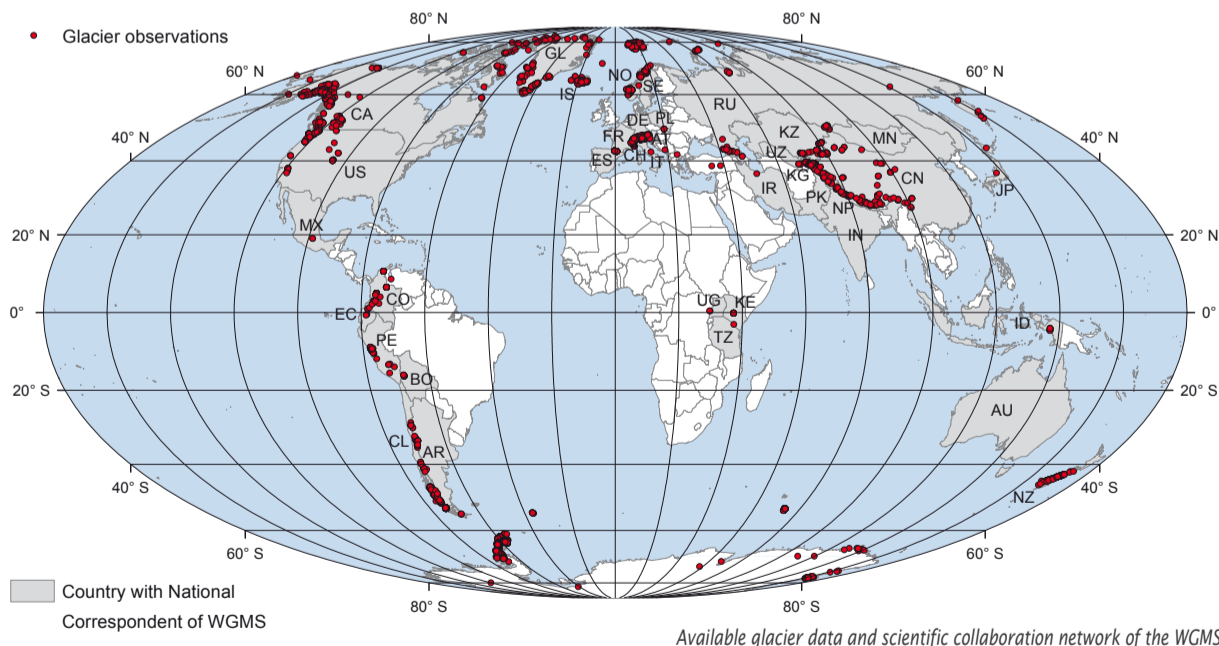 80° N 80° N
Glacier observations
60° N GL 60° N
NO SE
IS RU
CA DE PL
40° N FR AT KZ MN 40° N
US ES CH IT UZ KG CN JP
IR PK NP
MX IN
20° N 20° N
CO UG KE
0° EC ID 0°
PE TZ
BO
20° S 20° S
AU
CL AR
40° S NZ 40° S
60° S 60° S
Country with National
Correspondent of WGMS
80° S 80° S
Available glacier data and scientific collaboration network of the WGMS